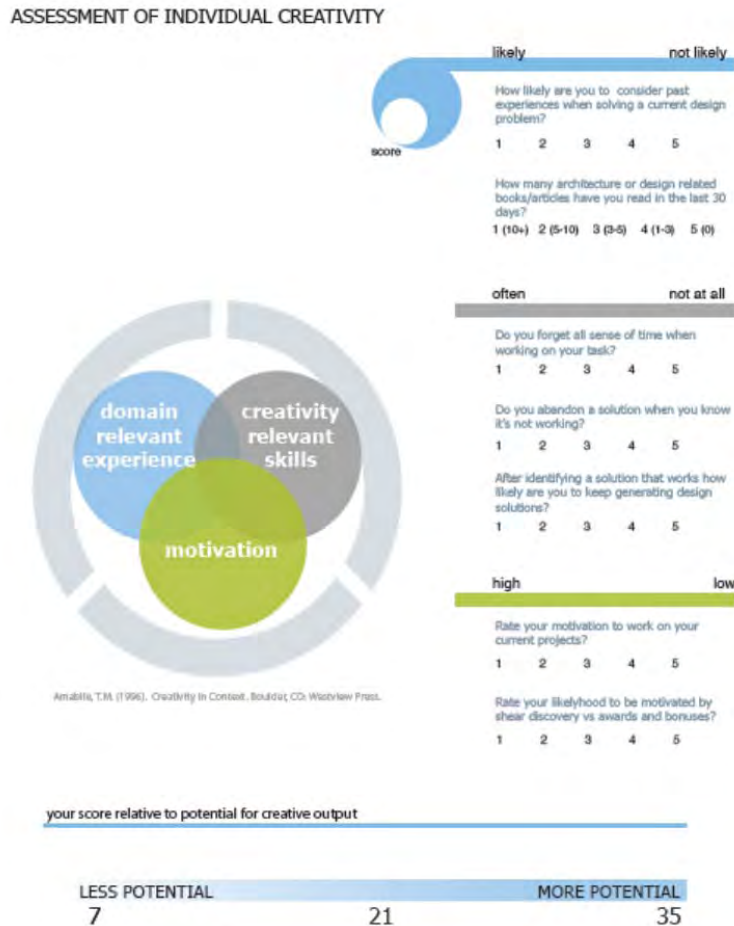 ASSESSMENT OF INDIVIDUAL CREATIVITY
likely not likely
score
How likely are you to consider past
experiences when solving a current design
problem?
1 2 3 4 5
How many architecture or design related
books/articles have you read in the last 30
days?
1 (10+) 2 (5-10) 3 (3-5) 4 (1-3) 5 (0)
often not at all
Do you forget all sense of time when
working on your task?
1 2 3 4 5
Do you abandon a solution when you know
it's not working?
1 2 3 4 5
After identifying a solution that works how
likely are you to keep generating design
solutions?
1 2 3 4 5
high low
Rate your motivation to work on your
current projects?
1 2 3 4 5
Rate your likelyhood to be motivated by
shear discovery vs awards and bonuses?
1 2 3 4 5
domain
relevant
experience
creativity
relevant
skills
motivation
Amabile, T.M. (1996). Creativity in Context. Boulder, CO: Westview Press.
your score relative to potential for creative output
LESS POTENTIAL MORE POTENTIAL
7 21 35